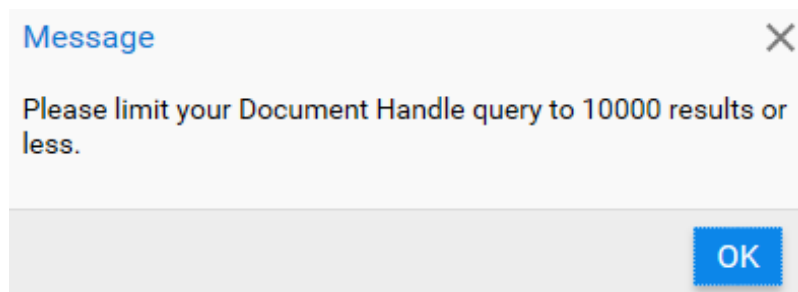 Message
Please limit your Document Handle query to 10000 results or
less.
OK